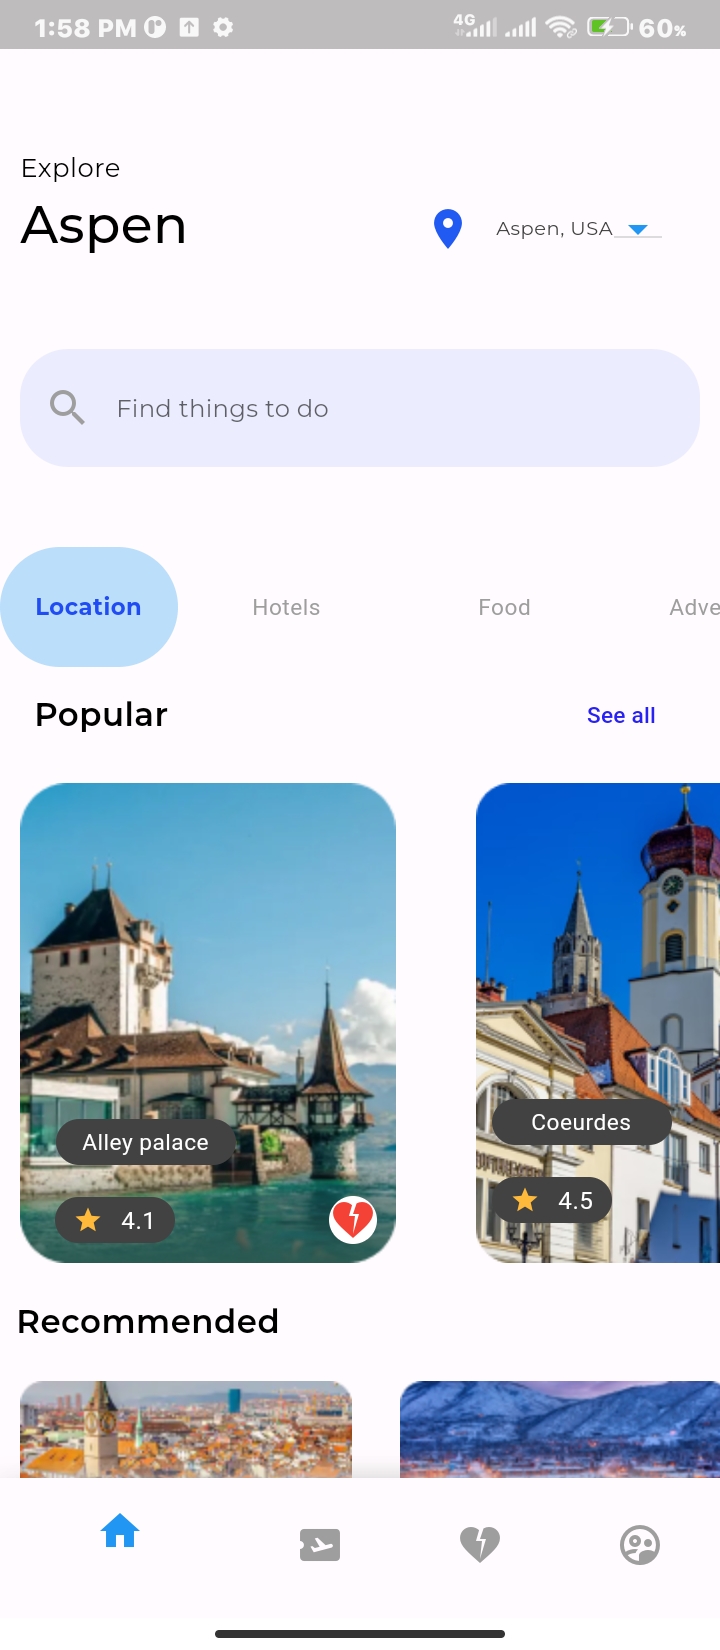 1:58 PM 4G 60%
Explore
Aspen
Aspen, USA
Find things to do
Location Hotels Food Adve
Popular See all
Alley palace Coeurdes
4.1 4.5
Recommended